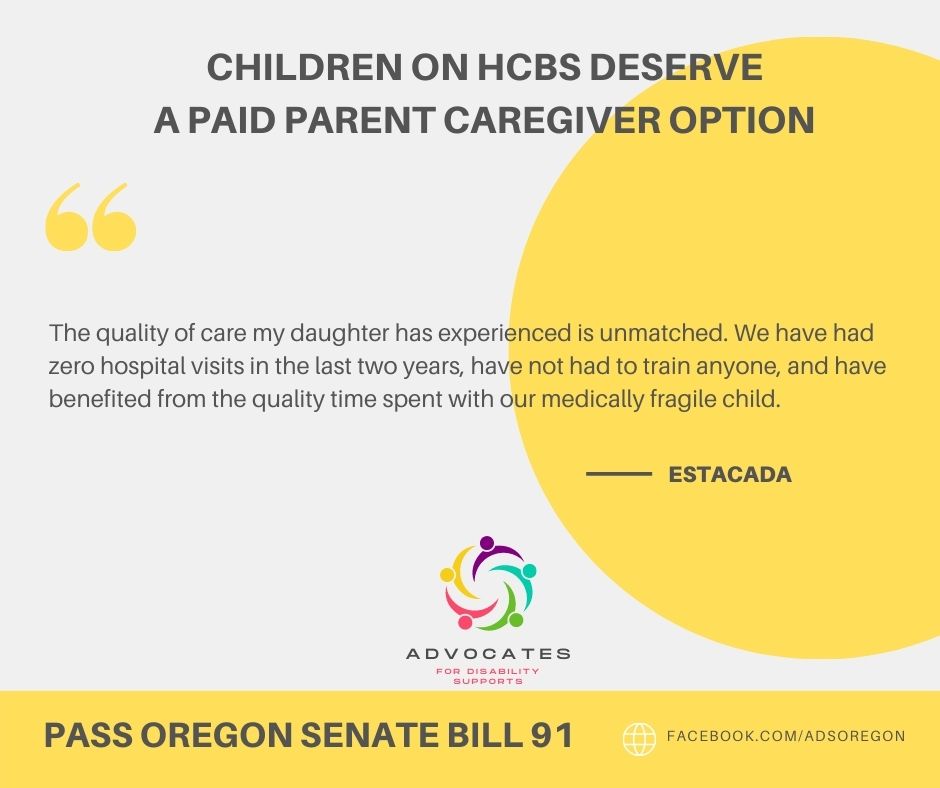 CHILDREN ON HCBS DESERVE
A PAID PARENT CAREGIVER OPTION
The quality of care my daughter has experienced is unmatched. We have had
zero hospital visits in the last two years, have not had to train anyone, and have
benefited from the quality time spent with our medically fragile child.
ESTACADA
ADVOCATES
FOR DISABILITY
SUPPORTS
PASS OREGON SENATE BILL 91
FACEBOOK.COM/ADSOREGON